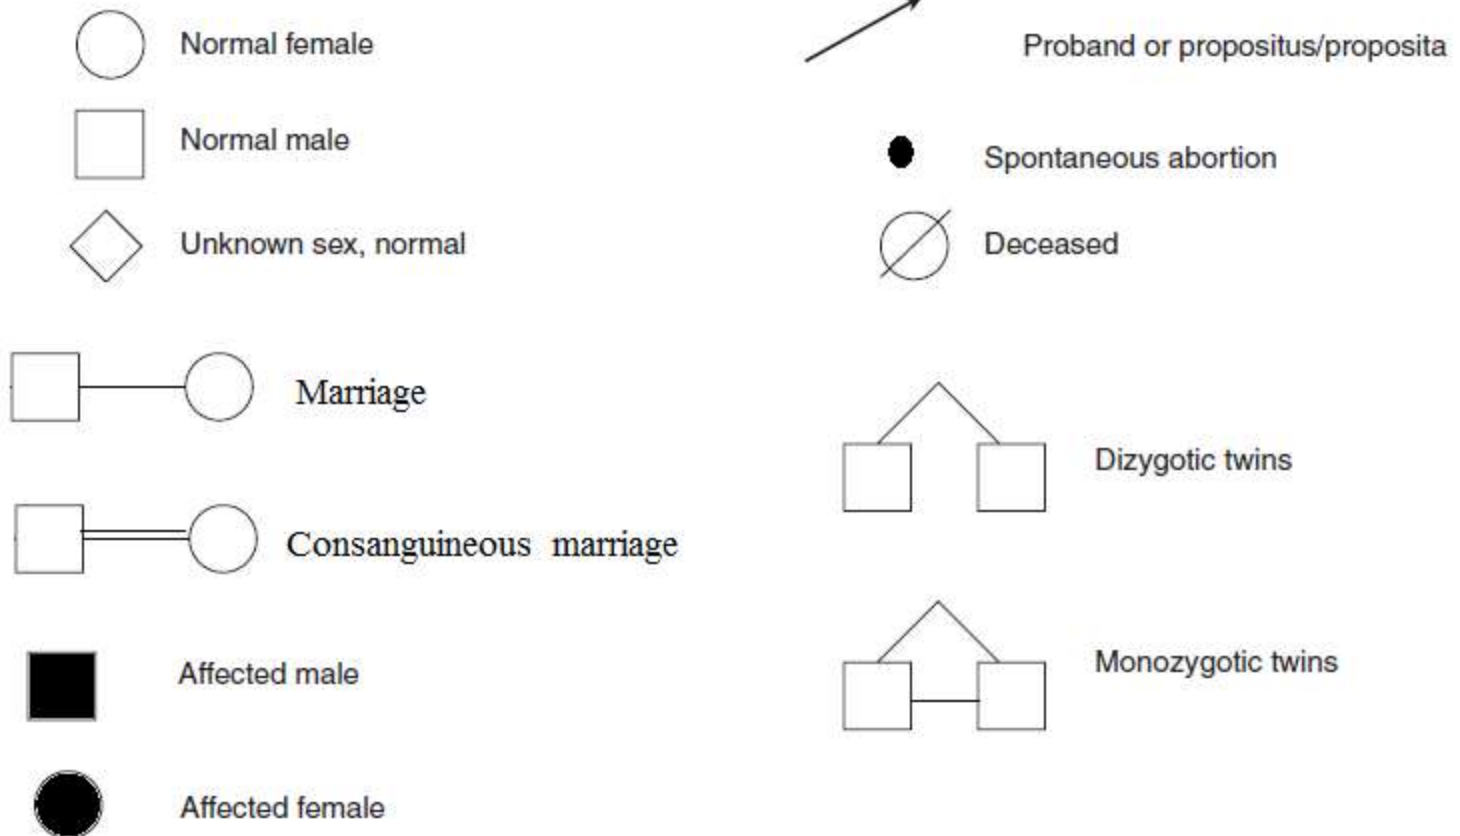 Normal female
Normal male
Unknown sex, normal
Marriage
Consanguineous marriage
Affected male
Affected female
Proband or propositus/proposita
Spontaneous abortion
Deceased
Dizygotic twins
Monozygotic twins